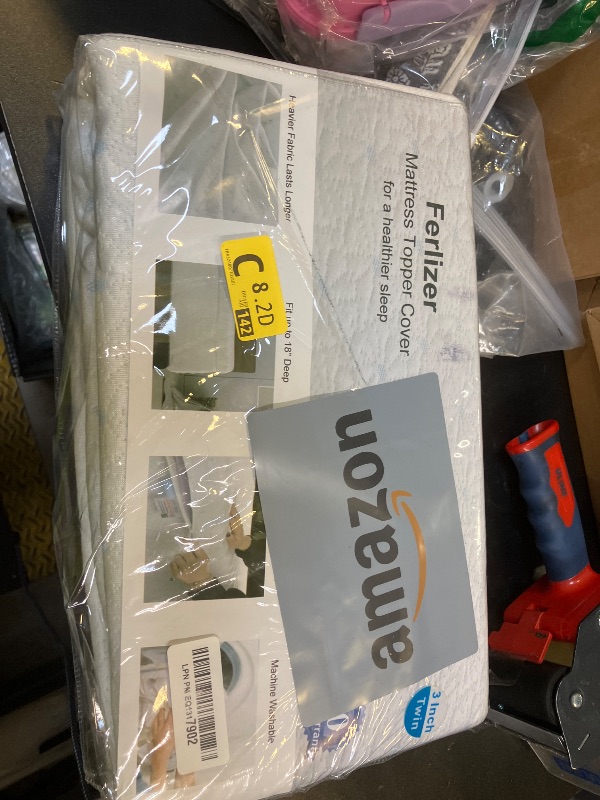 Ferlizer
Mattress Topper Cover
for a healthier sleep
Heavier Fabric Lasts Longer
Fit up to 18" Deep
Machine Washable
C
8.2D
142
amazon
3 Inch
Twin
7902